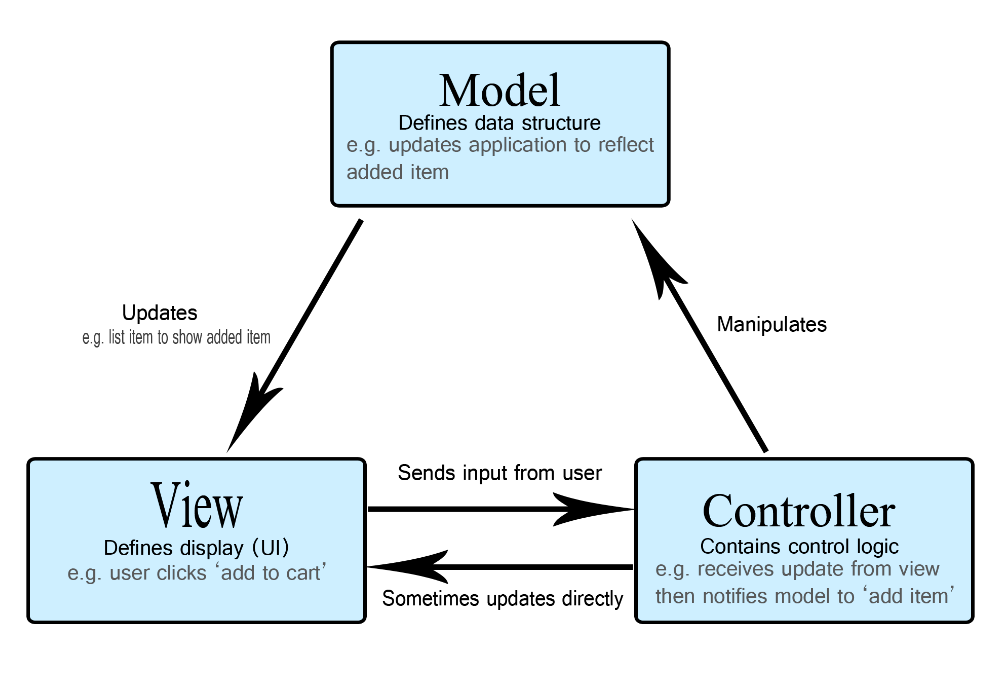 Model
Defines data structure
e.g. updates application to reflect
added item
Updates
e.g. list item to show added item
Manipulates
Sends input from user
View
Defines display (UI)
e.g. user clicks ‘add to cart’
Controller
Contains control logic
e.g. receives update from view
then notifies model to ‘add item’
Sometimes updates directly